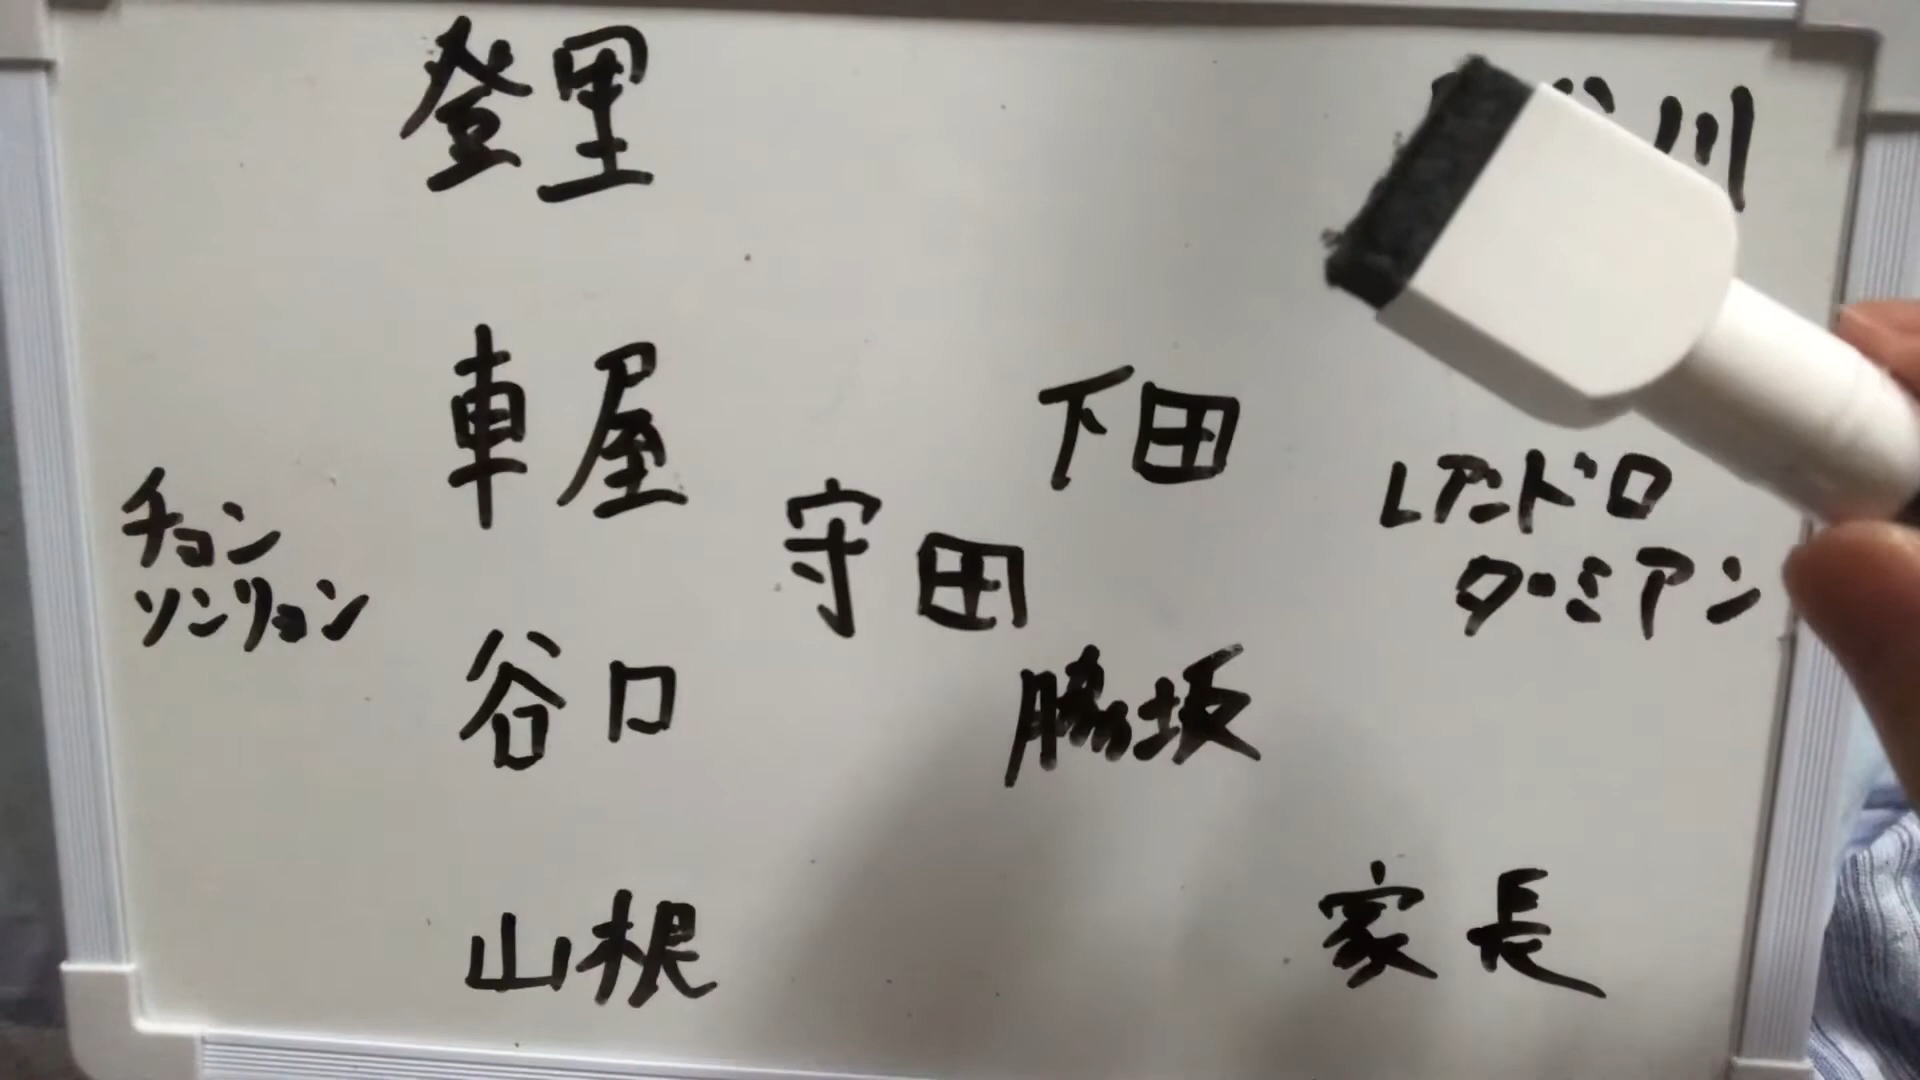 登里
川
車屋
下田
チョン
ソンリョン
守田
レアンドロ
ダミアン
谷口
脇坂
山根
家長